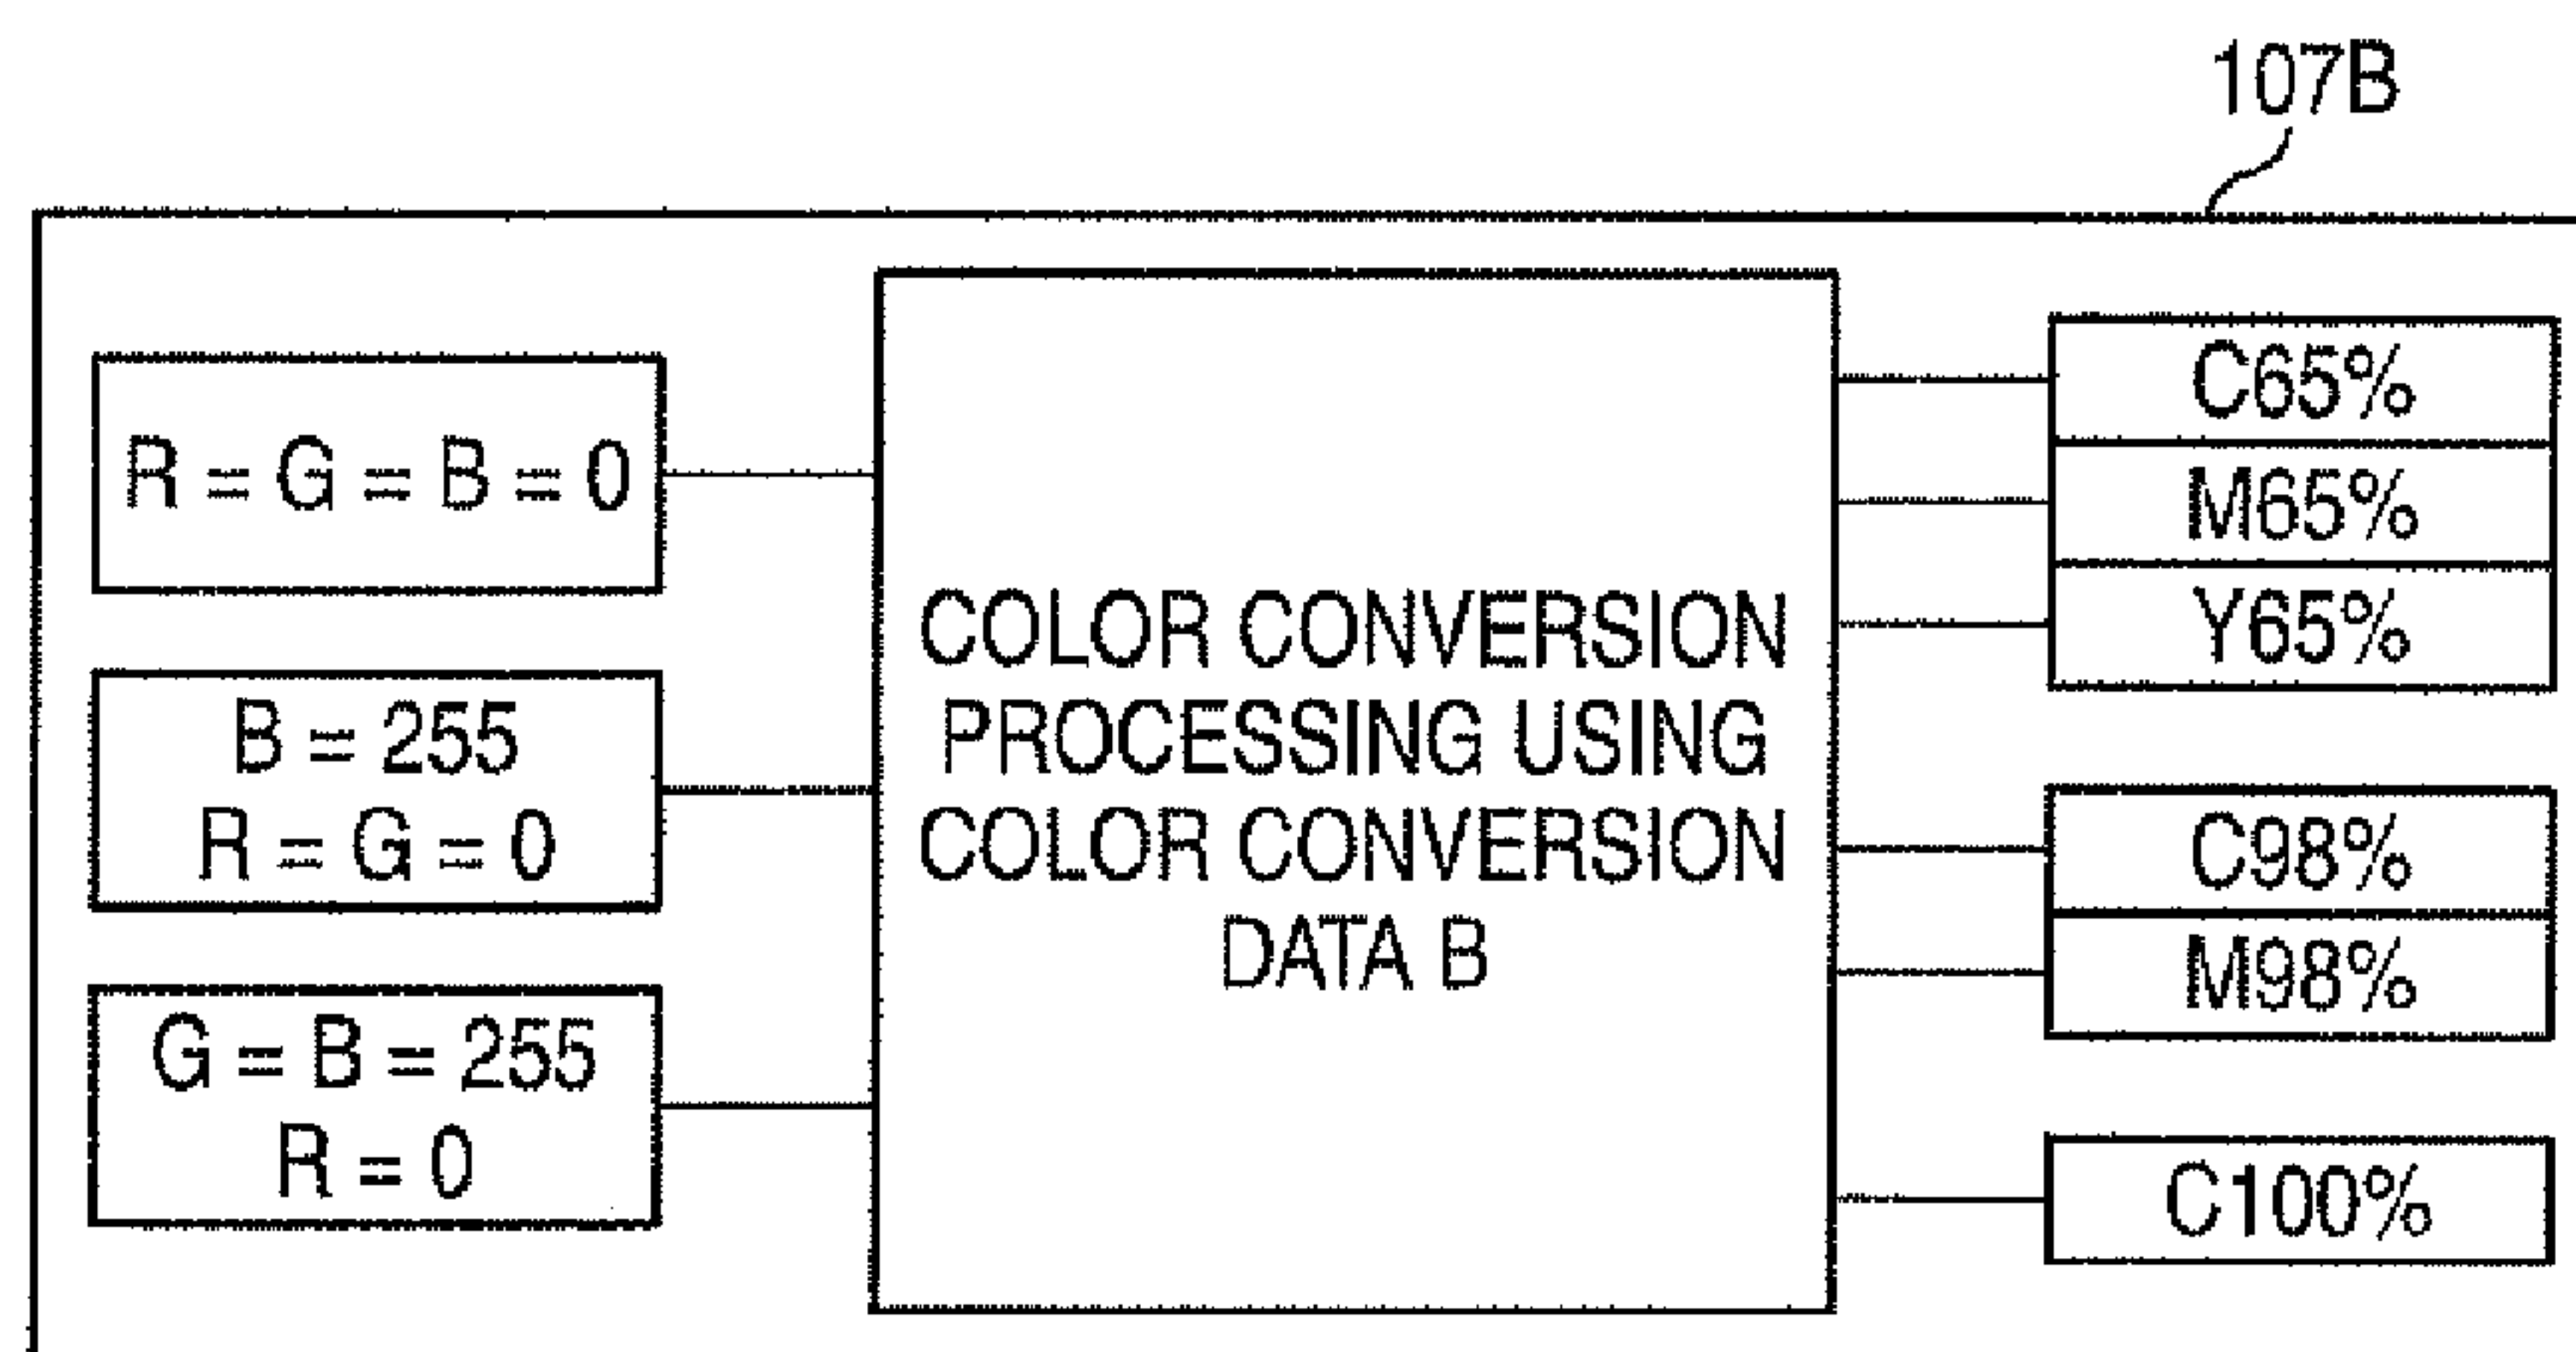 107B
R = G = B = 0
B = 255
R = G = 0
G = B = 255
R = 0
COLOR CONVERSION
PROCESSING USING
COLOR CONVERSION
DATA B
C65%
M65%
Y65%
C98%
M98%
C100%